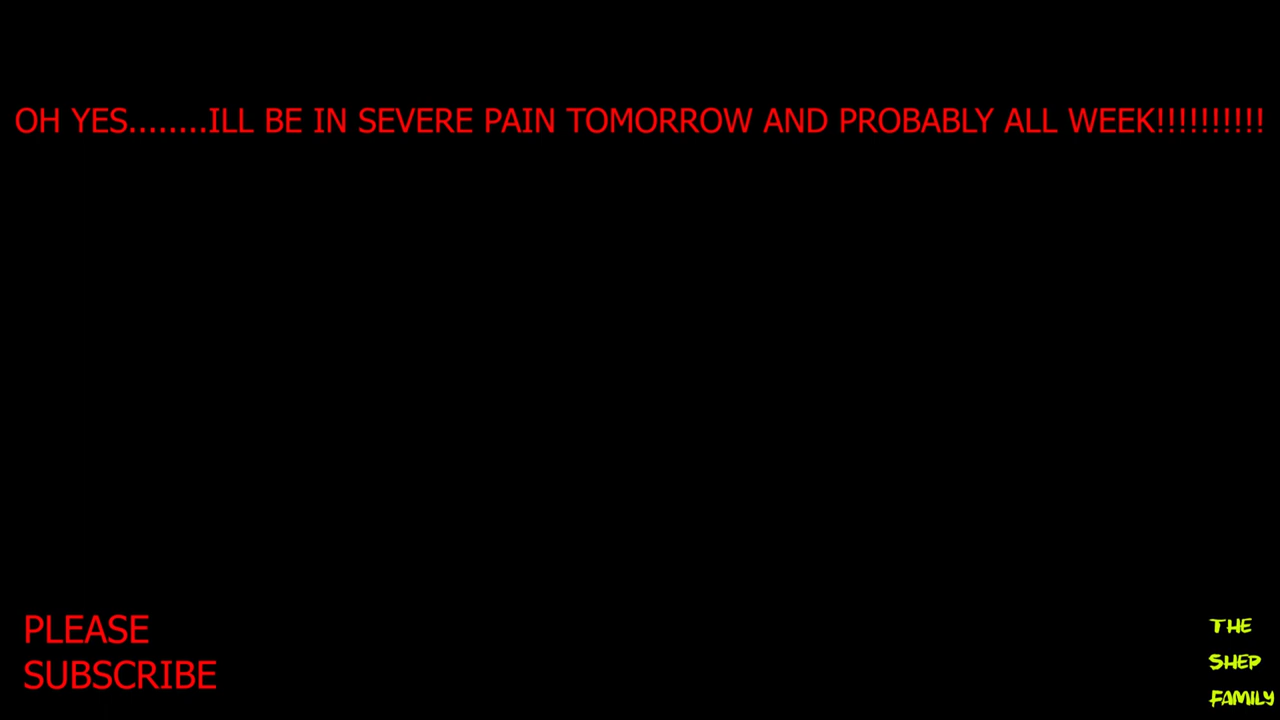 OH YES........ILL BE IN SEVERE PAIN TOMORROW AND PROBABLY ALL WEEK!!!!!!!!!!
PLEASE
SUBSCRIBE
THE
SHEP
FAMILY